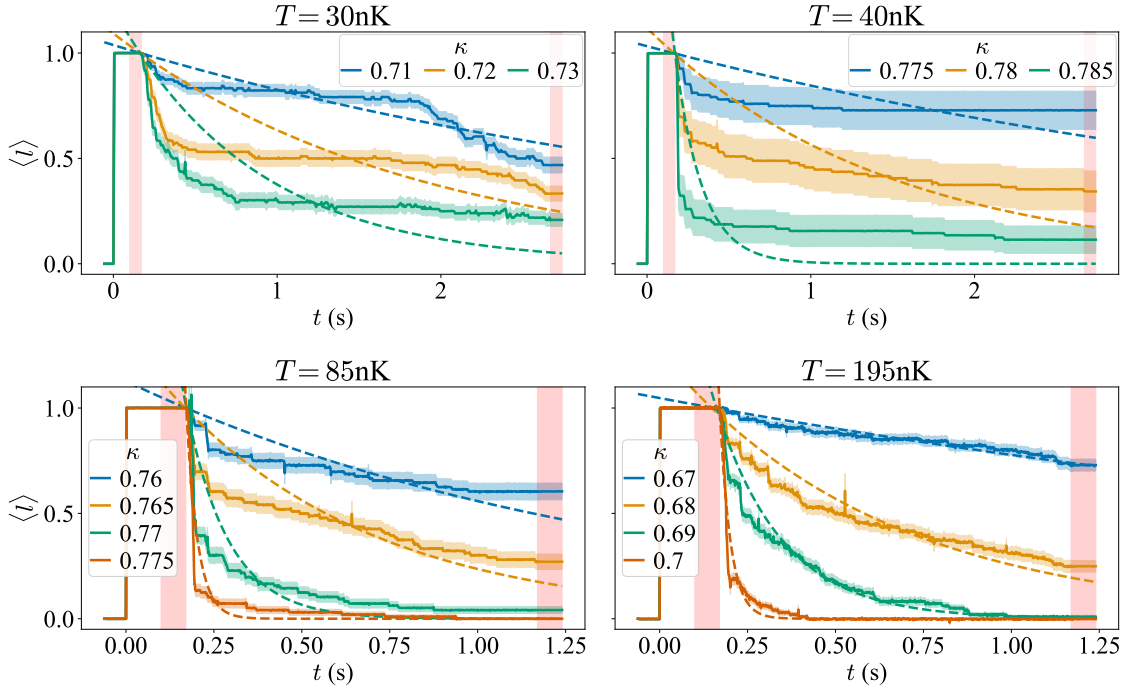 T = 30nK
⟨i⟩
1.0
0.5
0.0
κ
0.71 0.72 0.73
0 1 2
t (s)
T = 40nK
κ
0.775 0.78 0.785
0 1 2
t (s)
T = 85nK
⟨i⟩
1.0
0.5
0.0
κ
0.76
0.765
0.77
0.775
0.00 0.25 0.50 0.75 1.00 1.25
t (s)
T = 195nK
κ
0.67
0.68
0.69
0.7
0.00 0.25 0.50 0.75 1.00 1.25
t (s)